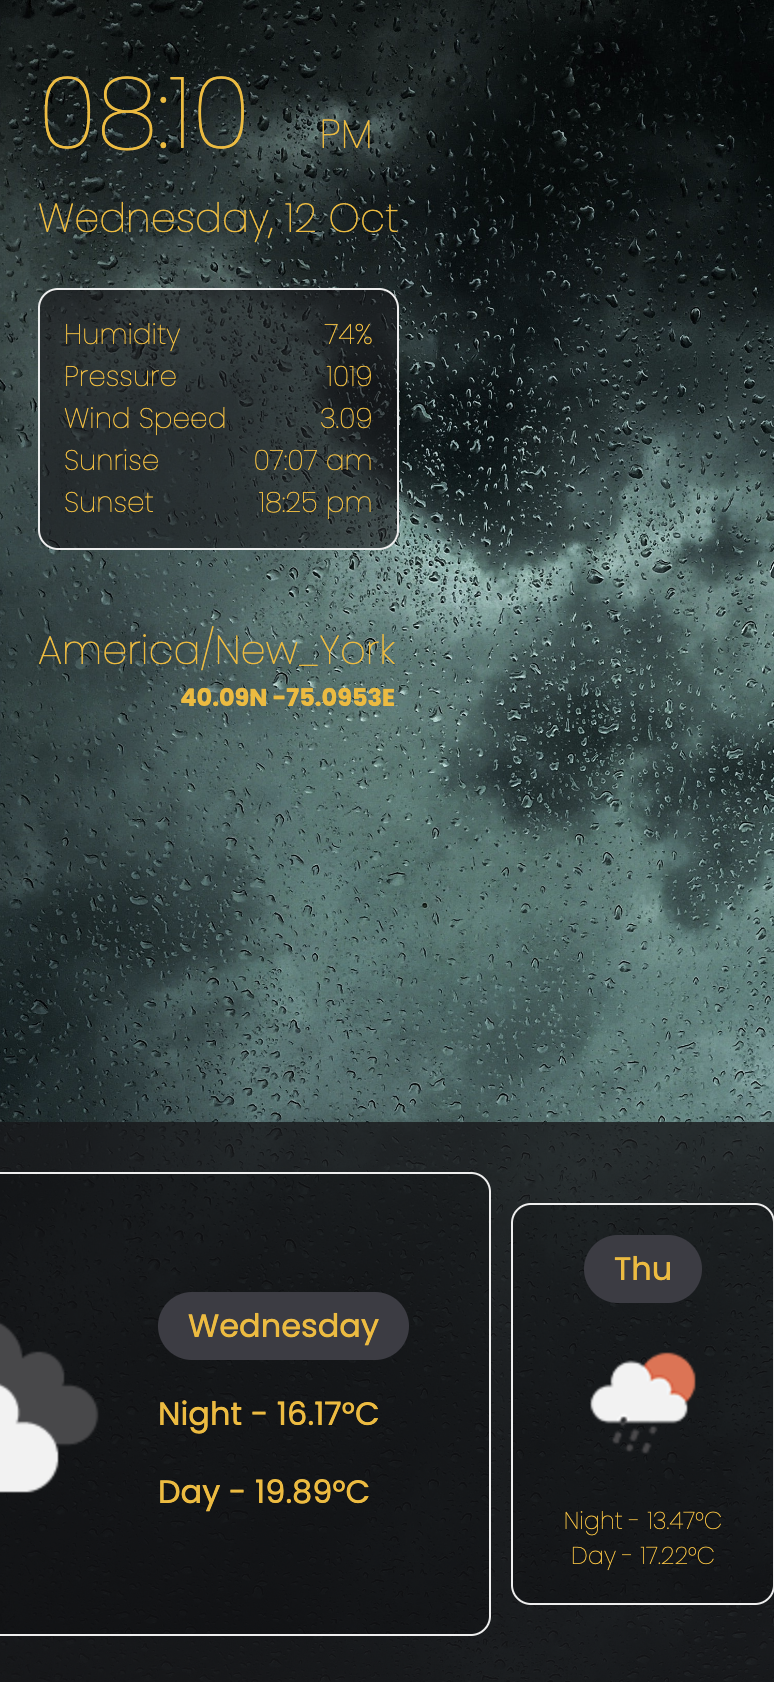 08:10 PM
Wednesday, 12 Oct
Humidity 74%
Pressure 1019
Wind Speed 3.09
Sunrise 07:07 am
Sunset 18:25 pm
America/New_York
40.09N -75.0953E
Wednesday
Night - 16.17°C
Day - 19.89°C
Thu
Night - 13.47°C
Day - 17.22°C